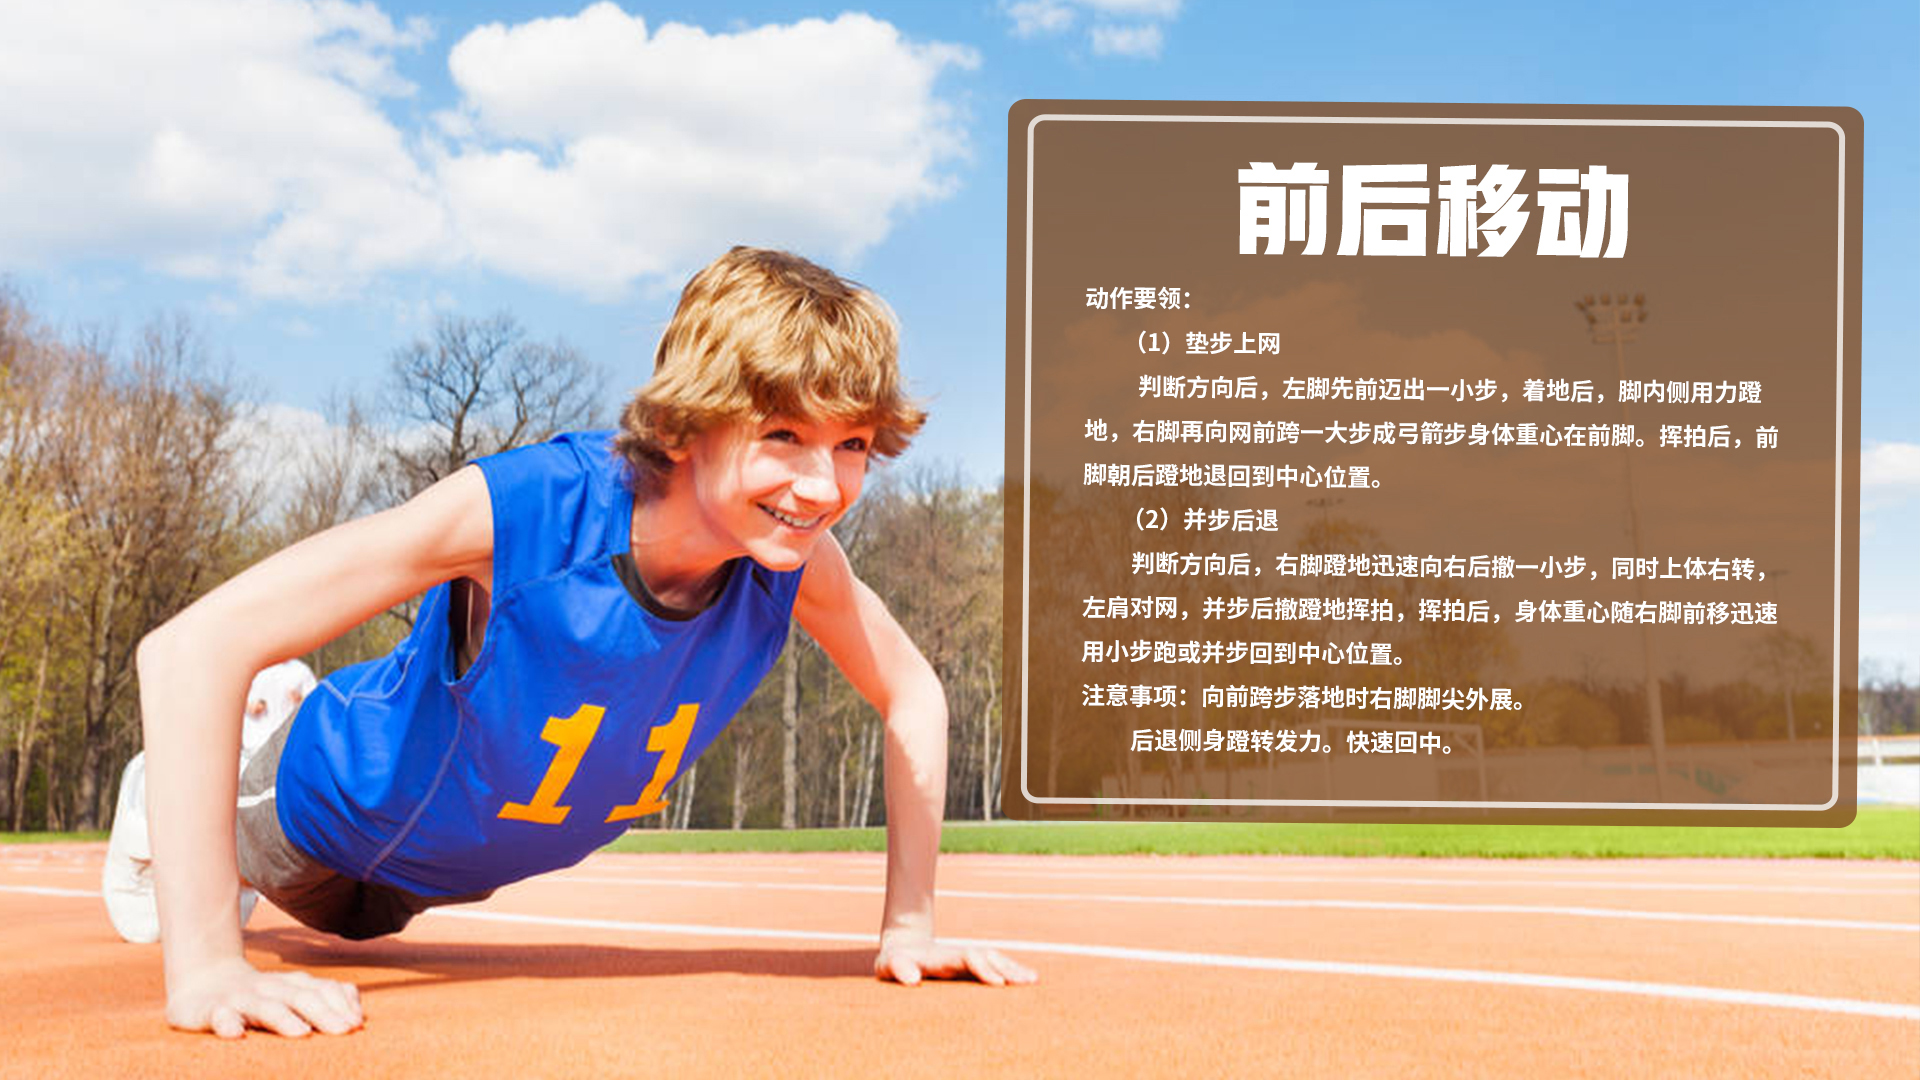 前后移动
动作要领：
（1）垫步上网
判断方向后，左脚先前迈出一小步，着地后，脚内侧用力蹬
地，右脚再向网前跨一大步成弓箭步身体重心在前脚。挥拍后，前
脚朝后蹬地退回到中心位置。
（2）并步后退
判断方向后，右脚蹬地迅速向右后撤一小步，同时上体右转，
左肩对网，并步后撤蹬地挥拍，挥拍后，身体重心随右脚前移迅速
用小步跑或并步回到中心位置。
注意事项：向前跨步落地时右脚脚尖外展。
后退侧身蹬转发力。快速回中。
11